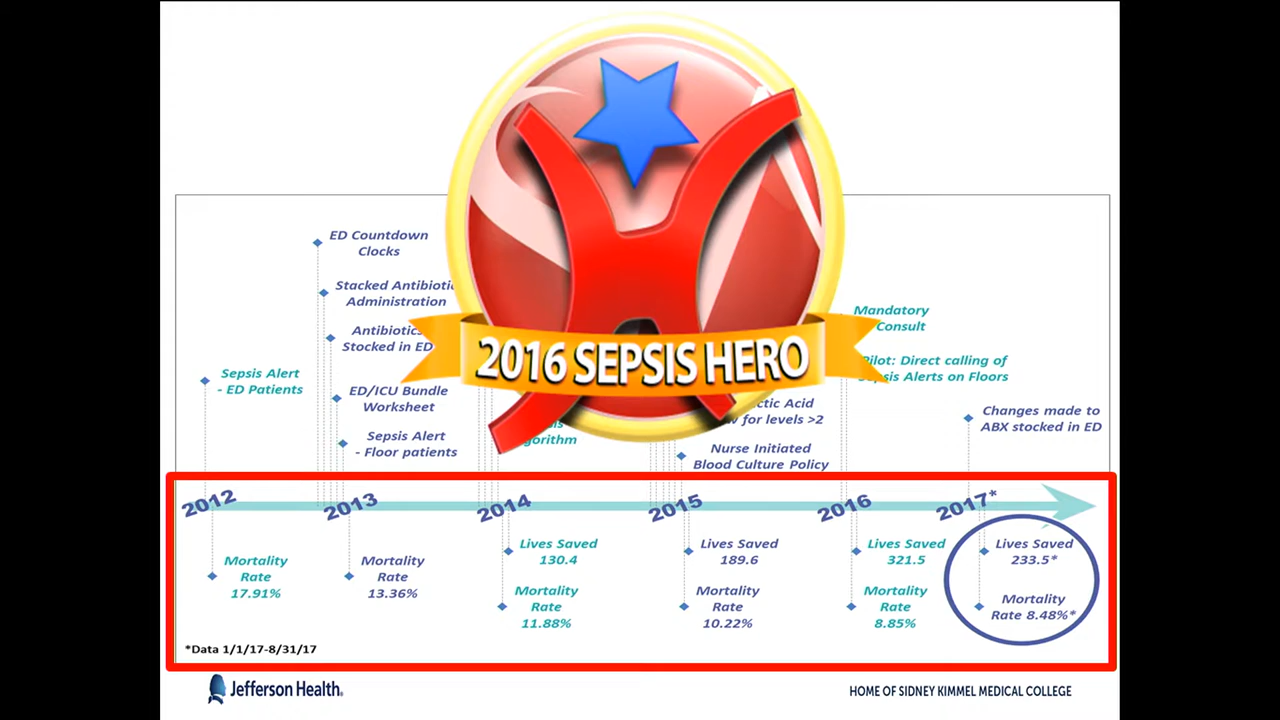 2016 SEPSIS HERO
ED Countdown
Clocks
Stacked Antibiotic
Administration
Antibiotics
Stocked in ED
Sepsis Alert
- ED Patients
ED/ICU Bundle
Worksheet
Sepsis Alert
- Floor patients
Mandatory
Consult
Pilot: Direct calling of
Sepsis Alerts on Floors
Acid
for levels >2
Nurse Initiated
Blood Culture Policy
Changes made to
ABX stocked in ED
2012
2013
2014
2015
2016
2017*
Mortality
Rate
17.91%
Mortality
Rate
13.36%
Lives Saved
130.4
Mortality
Rate
11.88%
Lives Saved
189.6
Mortality
Rate
10.22%
Lives Saved
321.5
Mortality
Rate
8.85%
Lives Saved
233.5*
Mortality
Rate 8.48%*
*Data 1/1/17-8/31/17
Jefferson Health.
HOME OF SIDNEY KIMMEL MEDICAL COLLEGE